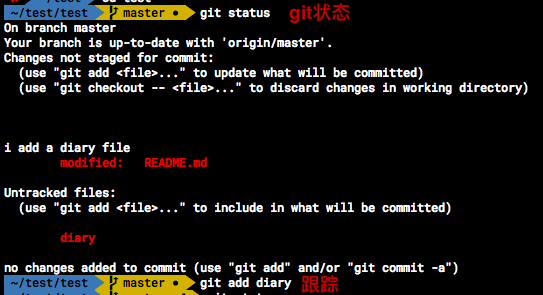 ~/test/test master ● git status git状态
On branch master
Your branch is up-to-date with 'origin/master'.
Changes not staged for commit:
(use "git add <file>..." to update what will be committed)
(use "git checkout -- <file>..." to discard changes in working directory)
i add a diary file
modified: README.md
Untracked files:
(use "git add <file>..." to include in what will be committed)
diary
no changes added to commit (use "git add" and/or "git commit -a")
~/test/test master ● git add diary 跟踪